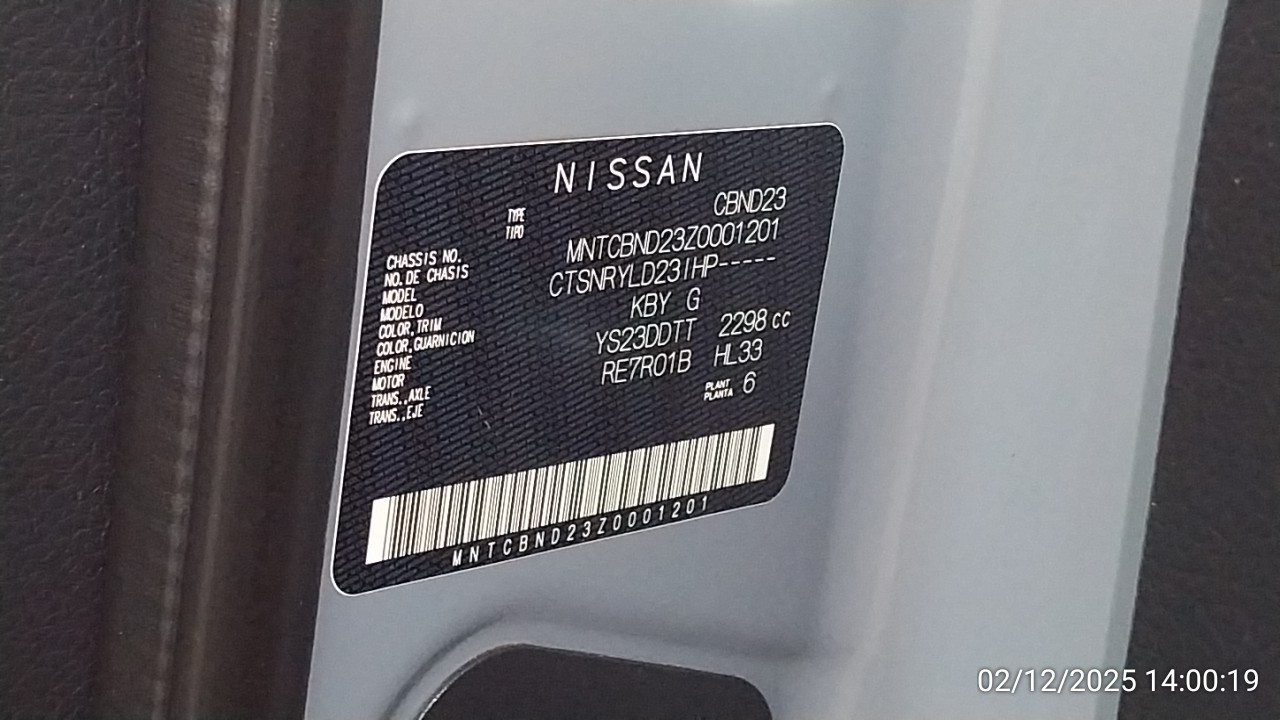 NISSAN
TYPE
TIPO
CBND23
CHASSIS NO.
NO. DE CHASIS
MNTCBND23Z0001201
MODEL
MODELO
CTSNRYLD23IHP-----
COLOR,TRIM
COLOR,GUARNICION
KBY G
ENGINE
MOTOR
YS23DDTT 2298 cc
TRANS.,AXLE
TRANS.,EJE
RE7R01B HL33
PLANT
PLANTA
6
MNTCBND23Z0001201
02/12/2025 14:00:19